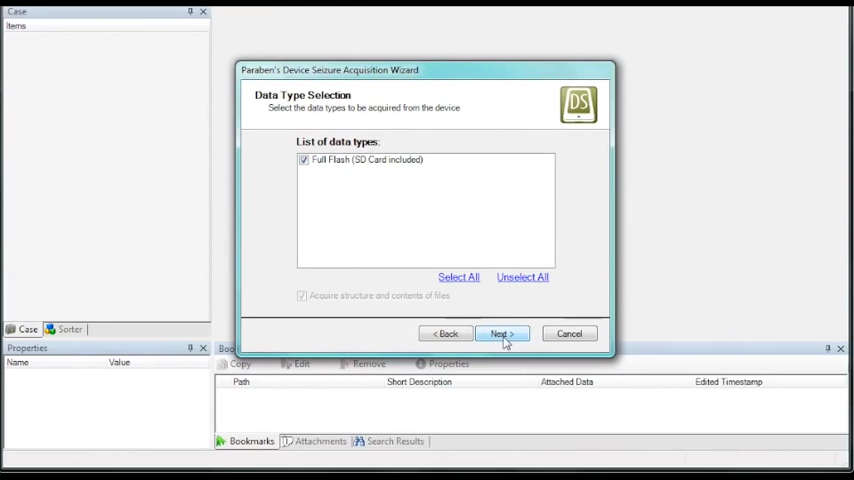 Case
Items
Paraben's Device Seizure Acquisition Wizard
Data Type Selection
Select the data types to be acquired from the device
DS
List of data types:
Full Flash (SD Card included)
Select All Unselect All
Acquire structure and contents of files
< Back Next > Cancel
Case Sorter
Properties
Name Value
Copy Edit Remove Properties
Path Short Description Attached Data Edited Timestamp
Bookmarks Attachments Search Results